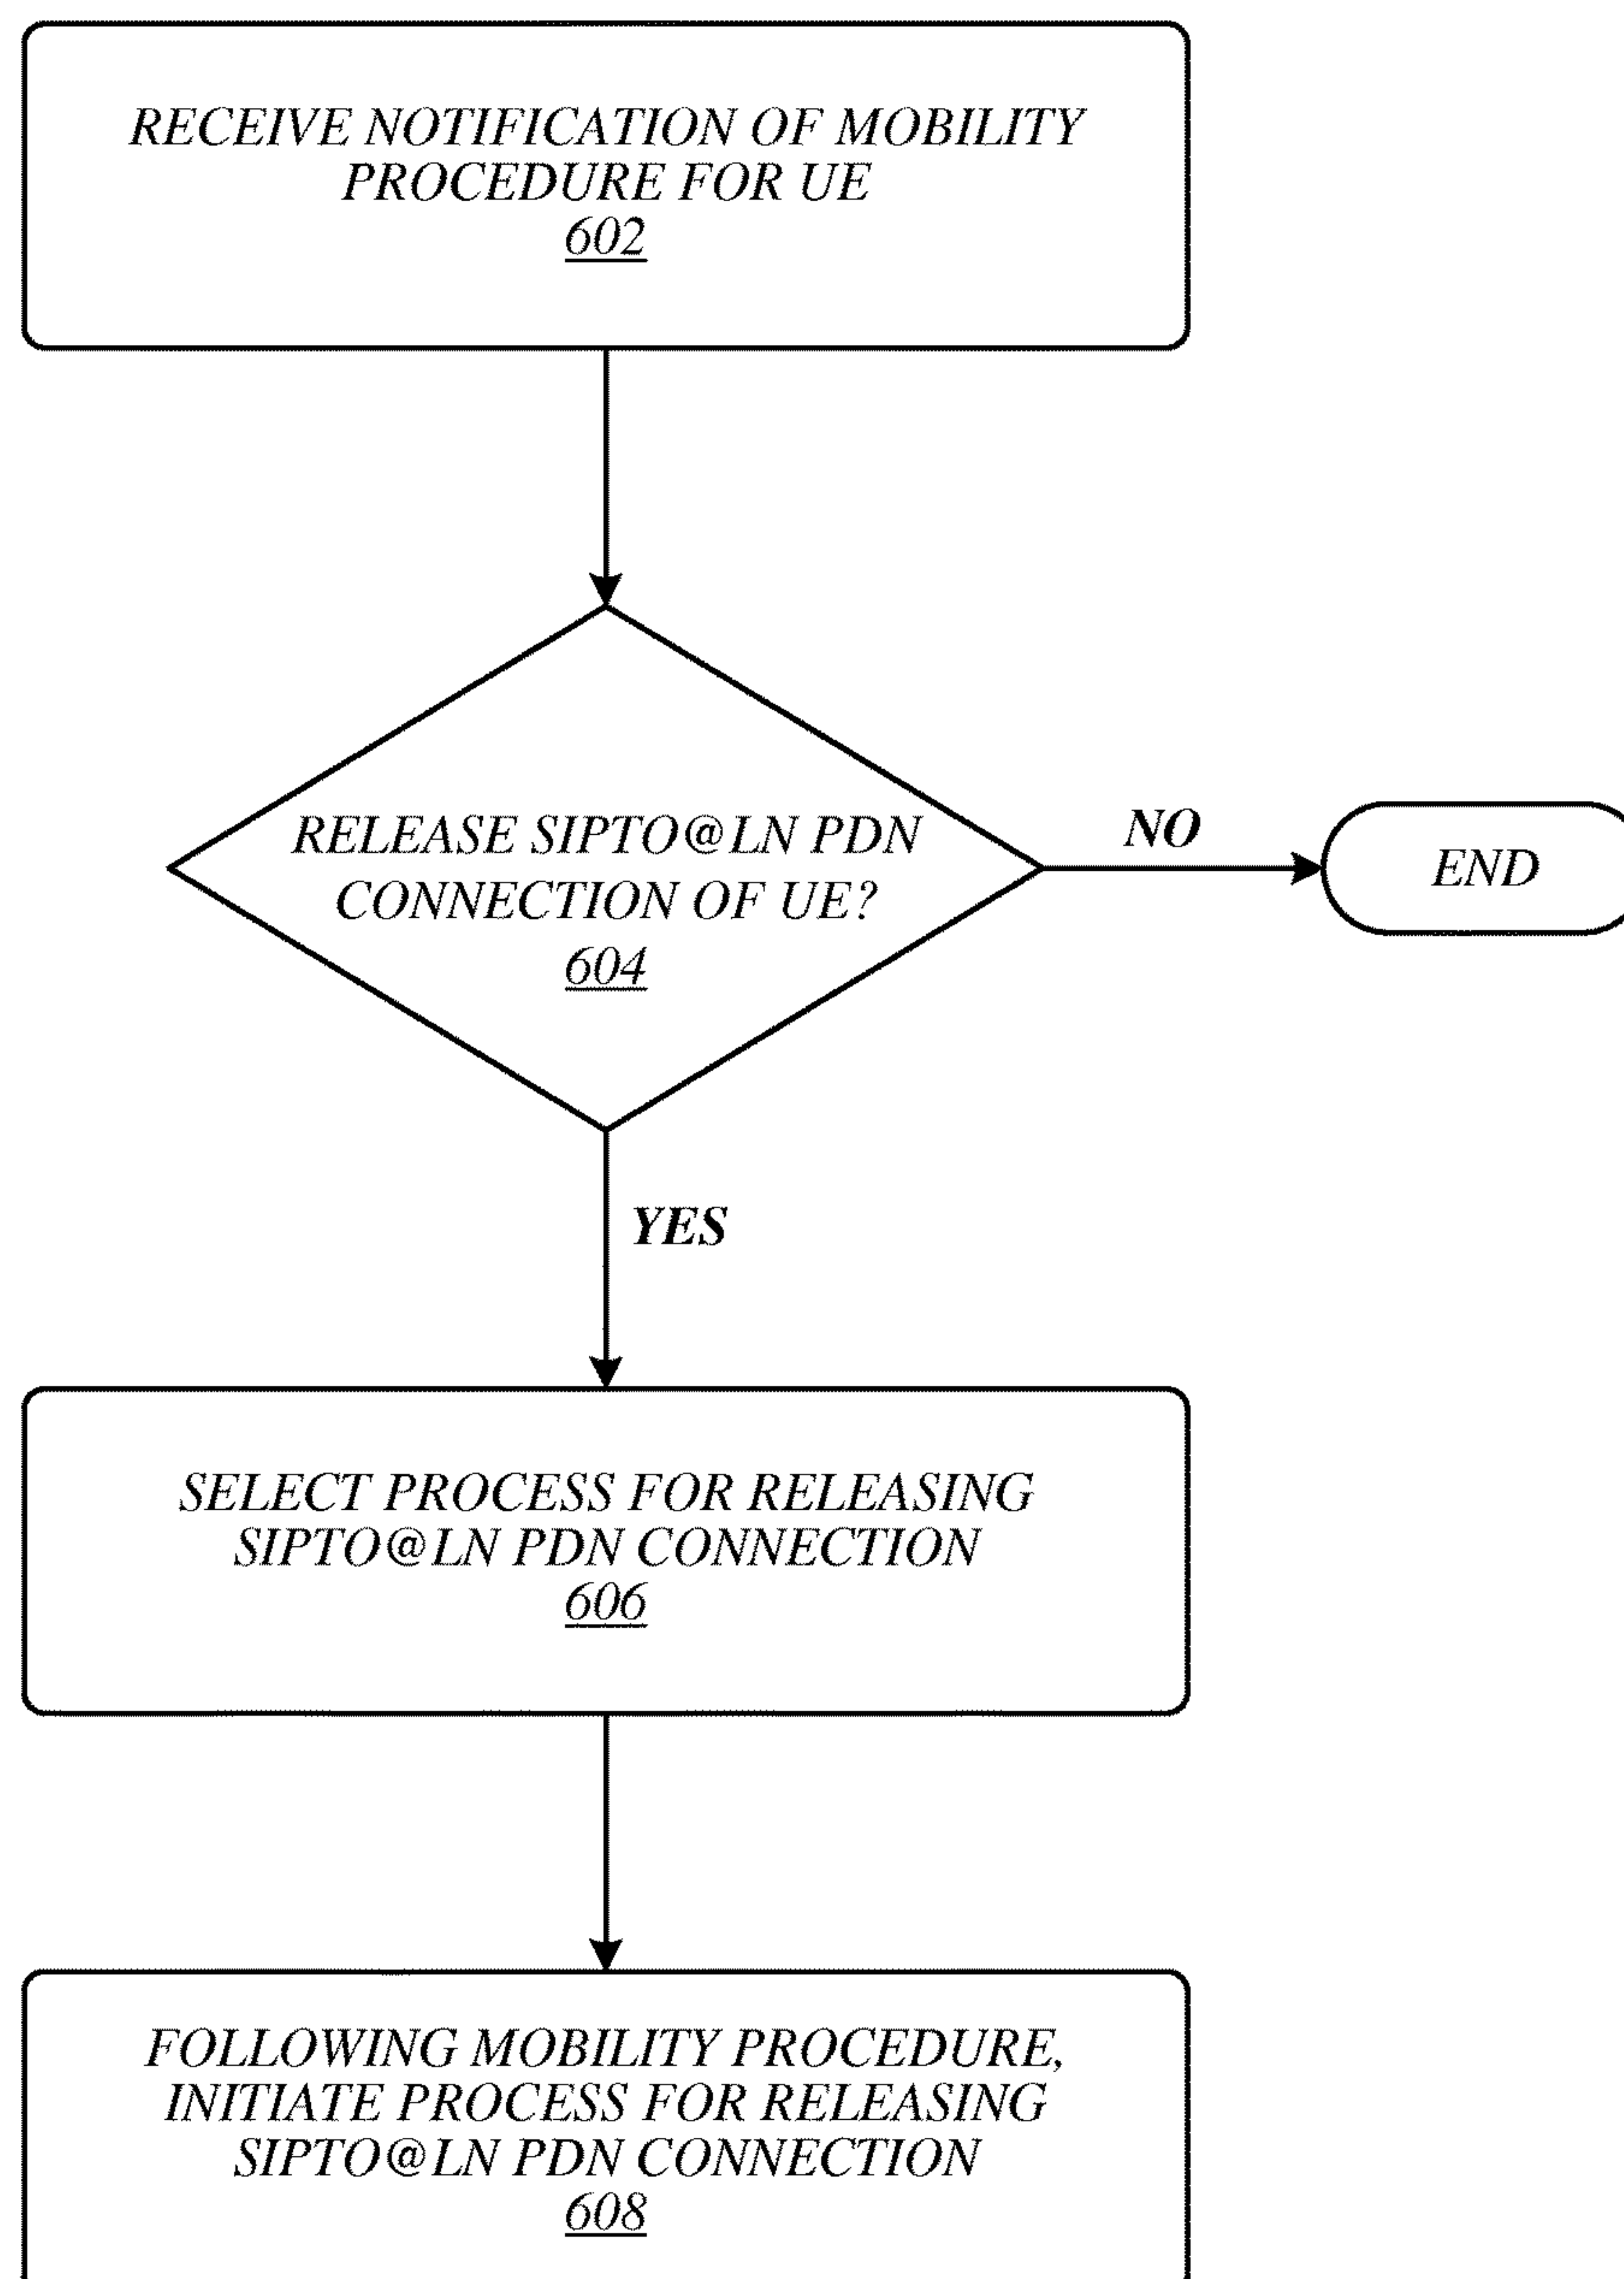 RECEIVE NOTIFICATION OF MOBILITY
PROCEDURE FOR UE
602
RELEASE SIPTO@LN PDN
CONNECTION OF UE?
604
NO
END
YES
SELECT PROCESS FOR RELEASING
SIPTO@LN PDN CONNECTION
606
FOLLOWING MOBILITY PROCEDURE,
INITIATE PROCESS FOR RELEASING
SIPTO@LN PDN CONNECTION
608